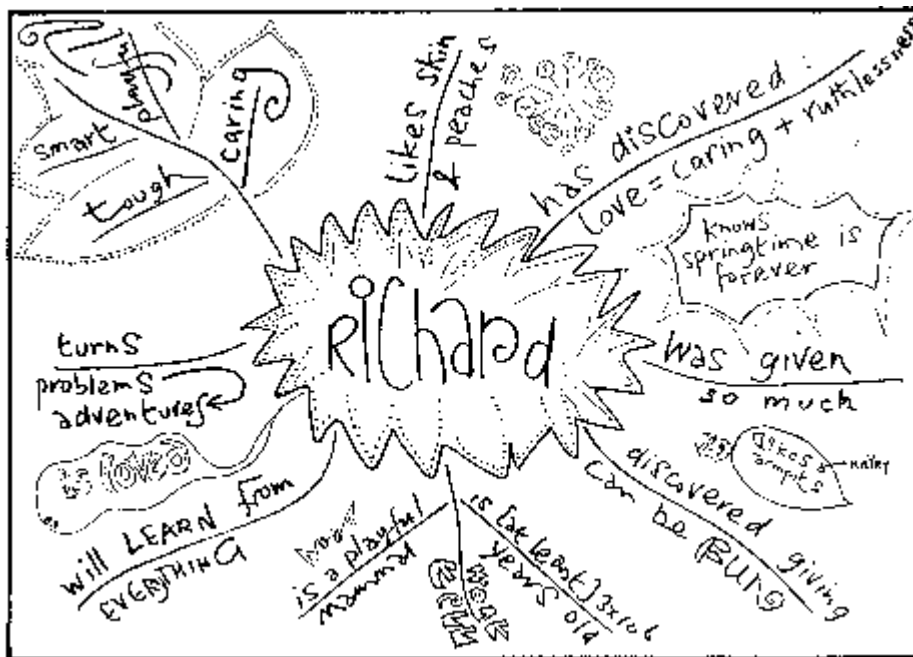 playful
smart
caring
tough
likes skin
& peaches
has discovered:
love = caring + ruthlessness
knows
springtime is
forever
Richard
turns
problems
adventures
was given
so much
likes
armpits
HAIRY
discovered giving
can be
loved
will LEARN from
EVERYTHING
is a playful
mammal
is [at least] 3x106
years old